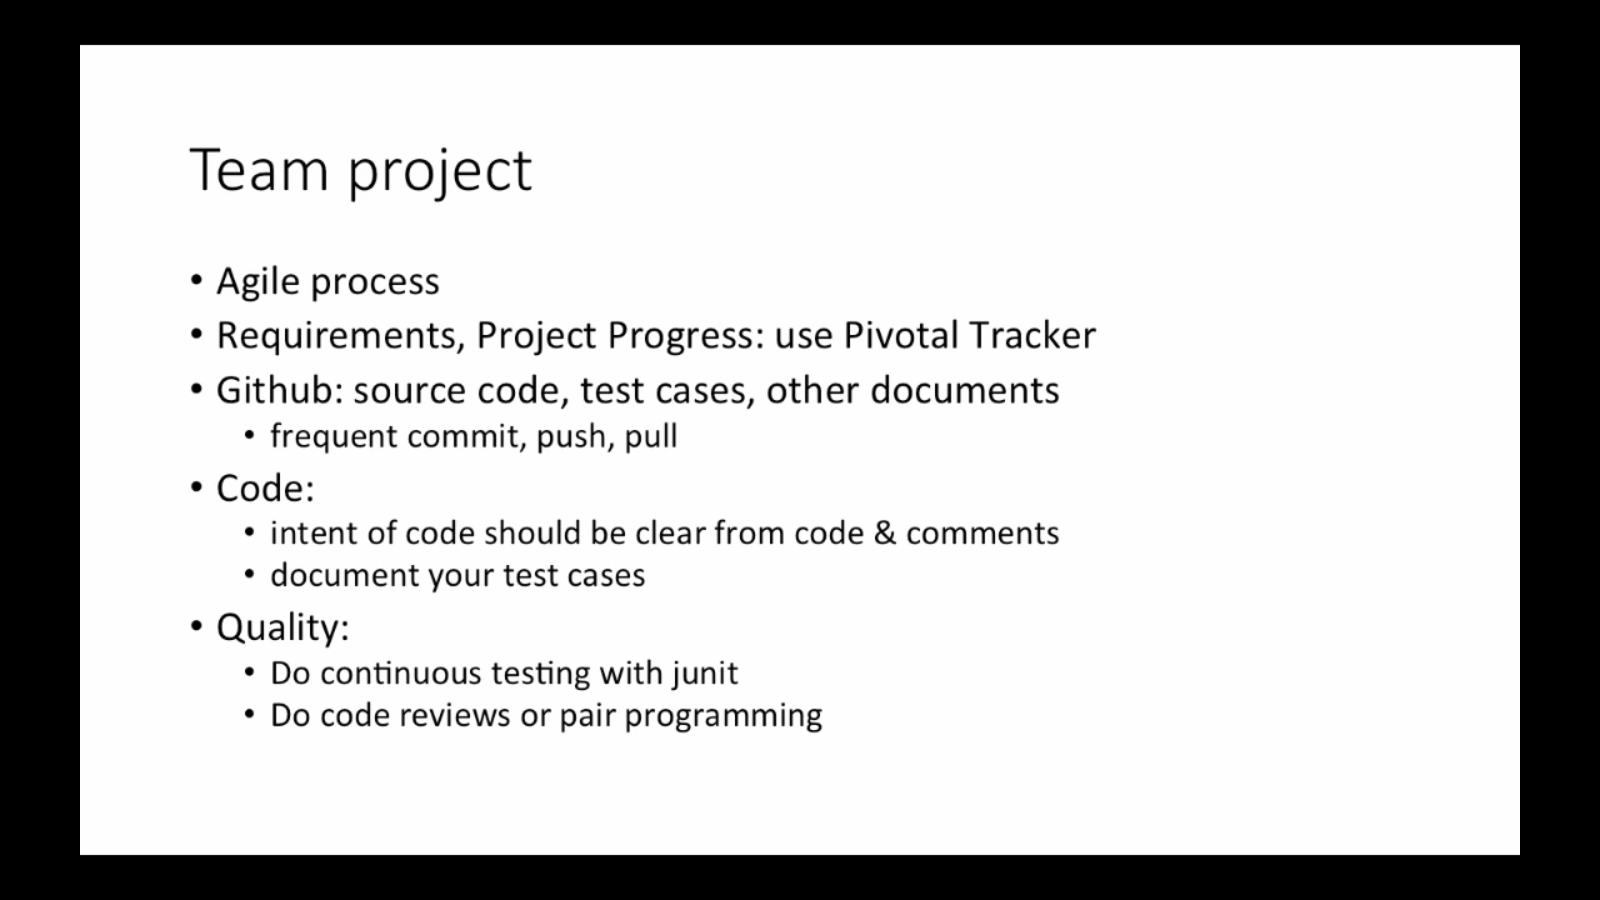 Team project
• Agile process
• Requirements, Project Progress: use Pivotal Tracker
• Github: source code, test cases, other documents
• frequent commit, push, pull
• Code:
• intent of code should be clear from code & comments
• document your test cases
• Quality:
• Do continuous testing with junit
• Do code reviews or pair programming